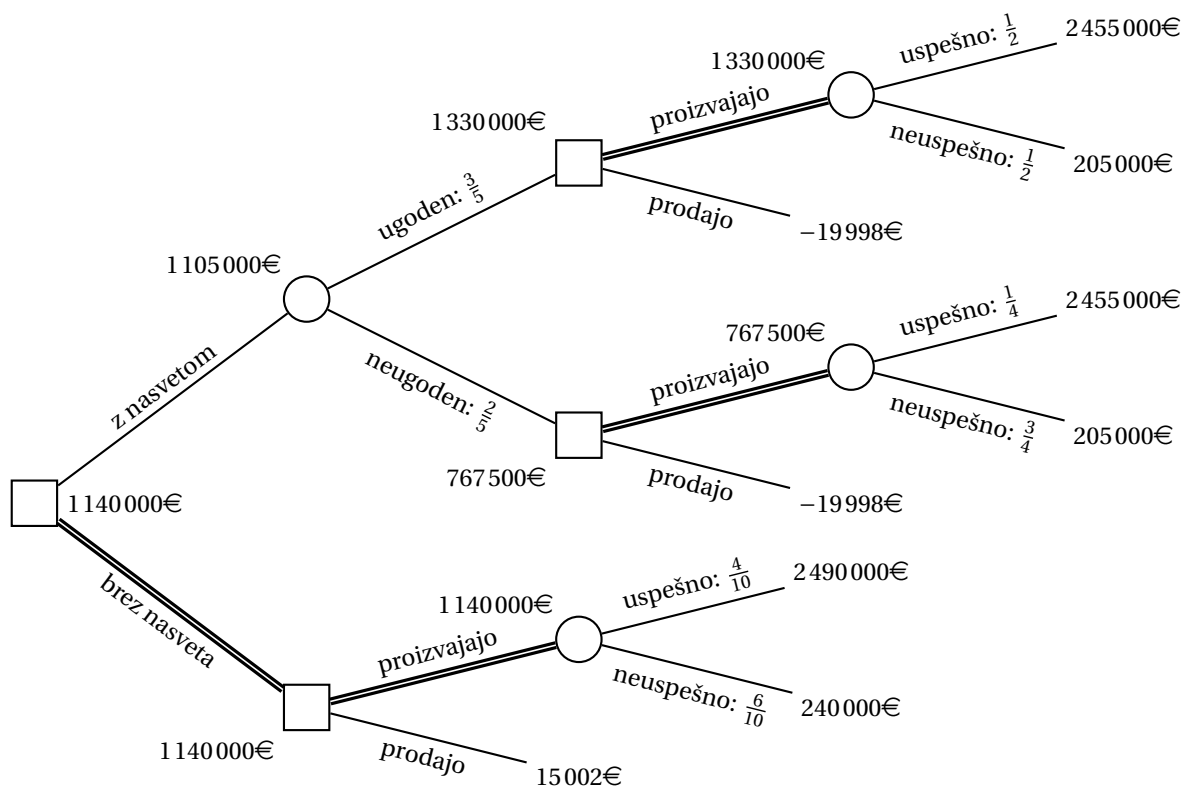 uspešno: 1/2
2 455 000€
1 330 000€
proizvajajo
neuspešno: 1/2
205 000€
1 330 000€
prodajo
−19 998€
ugoden: 3/5
1 105 000€
neugoden: 2/5
uspešno: 1/4
2 455 000€
767 500€
proizvajajo
neuspešno: 3/4
205 000€
767 500€
prodajo
−19 998€
z nasvetom
1 140 000€
brez nasveta
uspešno: 4/10
2 490 000€
1 140 000€
proizvajajo
neuspešno: 6/10
240 000€
1 140 000€
prodajo
15 002€